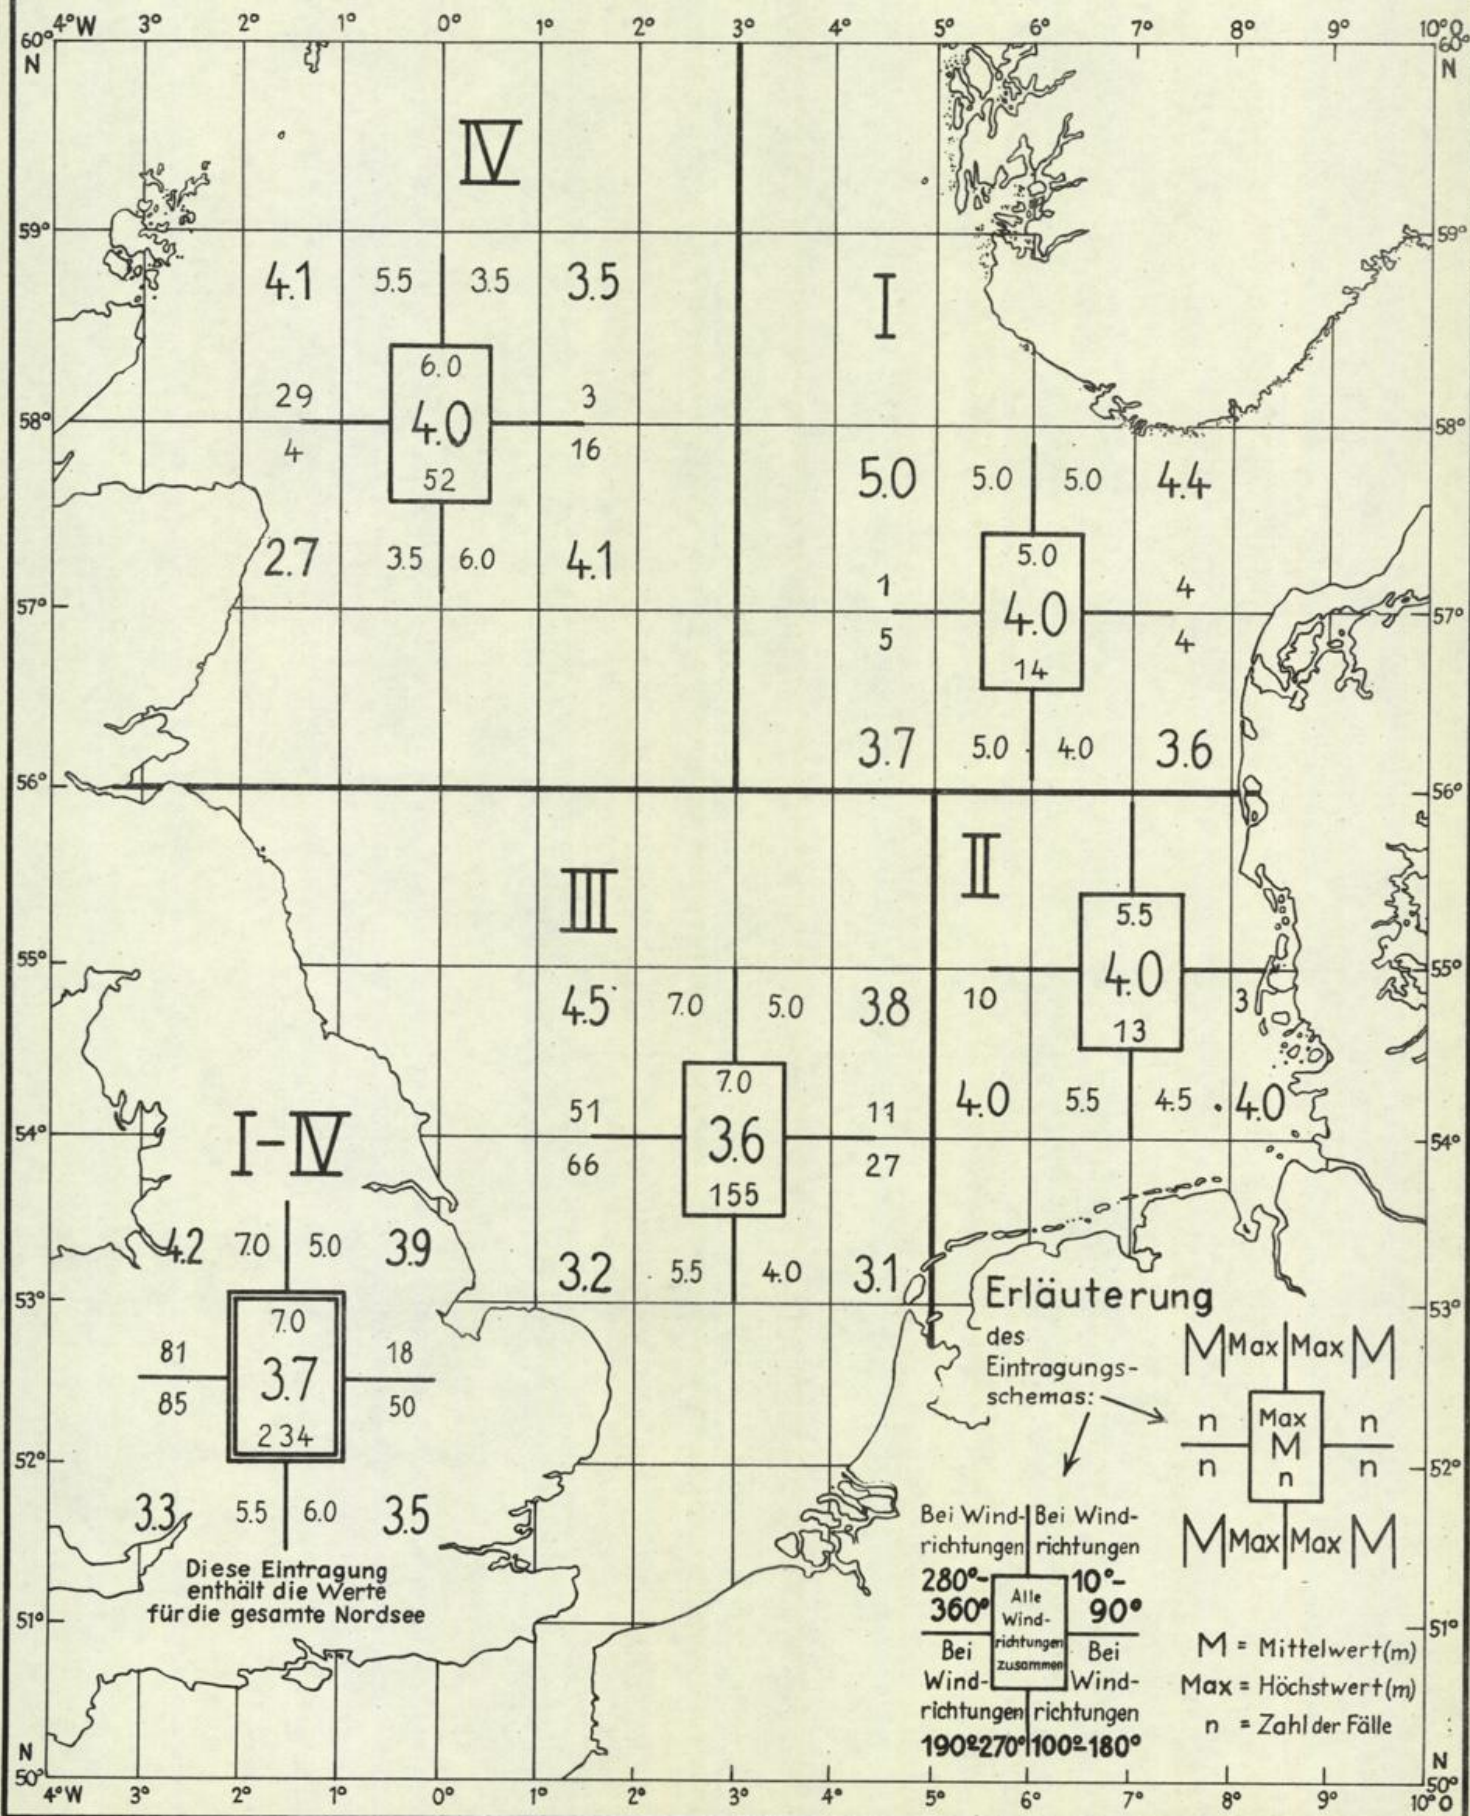 4°W 3° 2° 1° 0° 1° 2° 3° 4° 5° 6° 7° 8° 9° 10°O
60° 60°
N N
IV
59° 59°
4.1 5.5 3.5 3.5
I
6.0
29 3
58° 4.0 58°
4 16
52
5.0 5.0 5.0 4.4
2.7 3.5 6.0 4.1
5.0
1 4
57° 4.0 57°
5 4
14
3.7 5.0 4.0 3.6
56° 56°
II
III
5.5
55° 4.0 55°
10 3
13
4.5 7.0 5.0 3.8
7.0
4.0 5.5 4.5 4.0
51 11
54° 3.6 54°
66 27
155
I-IV
4.2 7.0 5.0 3.9
3.2 5.5 4.0 3.1
53° 53°
7.0
81 18
3.7
85 50
234
52° 52°
3.3 5.5 6.0 3.5
Diese Eintragung
enthält die Werte
für die gesamte Nordsee
51° 51°
Erläuterung
des
Eintragungs-
schemas:
M Max Max M
n Max n
M
n n n
M Max Max M
Bei Wind- Bei Wind-
richtungen richtungen
280°- 10°-
360° 90°
Alle
Wind-
richtungen
zusammen
Bei Bei
Wind- Wind-
richtungen richtungen
190°-270° 100°-180°
M = Mittelwert(m)
Max = Höchstwert(m)
n = Zahl der Fälle
N N
50° 50°
4°W 3° 2° 1° 0° 1° 2° 3° 4° 5° 6° 7° 8° 9° 10°O